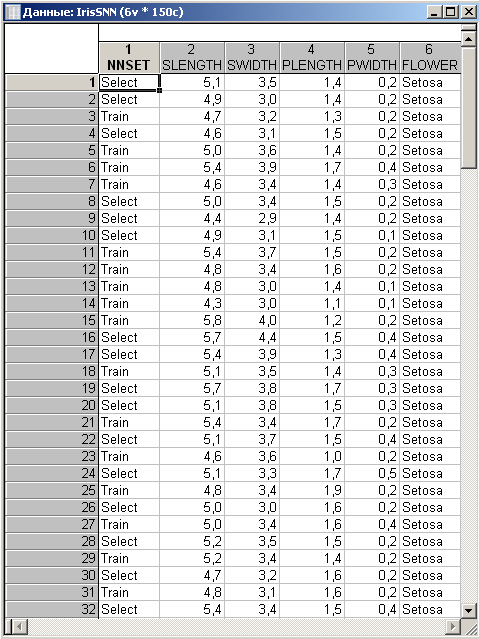 Данные: IrisSNN (6v * 150c)
1 2 3 4 5 6
NNSET SLENGTH SWIDTH PLENGTH PWIDTH FLOWER
1 Select 5,1 3,5 1,4 0,2 Setosa
2 Select 4,9 3,0 1,4 0,2 Setosa
3 Train 4,7 3,2 1,3 0,2 Setosa
4 Select 4,6 3,1 1,5 0,2 Setosa
5 Train 5,0 3,6 1,4 0,2 Setosa
6 Train 5,4 3,9 1,7 0,4 Setosa
7 Train 4,6 3,4 1,4 0,3 Setosa
8 Select 5,0 3,4 1,5 0,2 Setosa
9 Select 4,4 2,9 1,4 0,2 Setosa
10 Select 4,9 3,1 1,5 0,1 Setosa
11 Train 5,4 3,7 1,5 0,2 Setosa
12 Train 4,8 3,4 1,6 0,2 Setosa
13 Train 4,8 3,0 1,4 0,1 Setosa
14 Train 4,3 3,0 1,1 0,1 Setosa
15 Train 5,8 4,0 1,2 0,2 Setosa
16 Select 5,7 4,4 1,5 0,4 Setosa
17 Select 5,4 3,9 1,3 0,4 Setosa
18 Train 5,1 3,5 1,4 0,3 Setosa
19 Select 5,7 3,8 1,7 0,3 Setosa
20 Select 5,1 3,8 1,5 0,3 Setosa
21 Train 5,4 3,4 1,7 0,2 Setosa
22 Select 5,1 3,7 1,5 0,4 Setosa
23 Train 4,6 3,6 1,0 0,2 Setosa
24 Select 5,1 3,3 1,7 0,5 Setosa
25 Train 4,8 3,4 1,9 0,2 Setosa
26 Select 5,0 3,0 1,6 0,2 Setosa
27 Train 5,0 3,4 1,6 0,4 Setosa
28 Select 5,2 3,5 1,5 0,2 Setosa
29 Train 5,2 3,4 1,4 0,2 Setosa
30 Select 4,7 3,2 1,6 0,2 Setosa
31 Train 4,8 3,1 1,6 0,2 Setosa
32 Select 5,4 3,4 1,5 0,4 Setosa